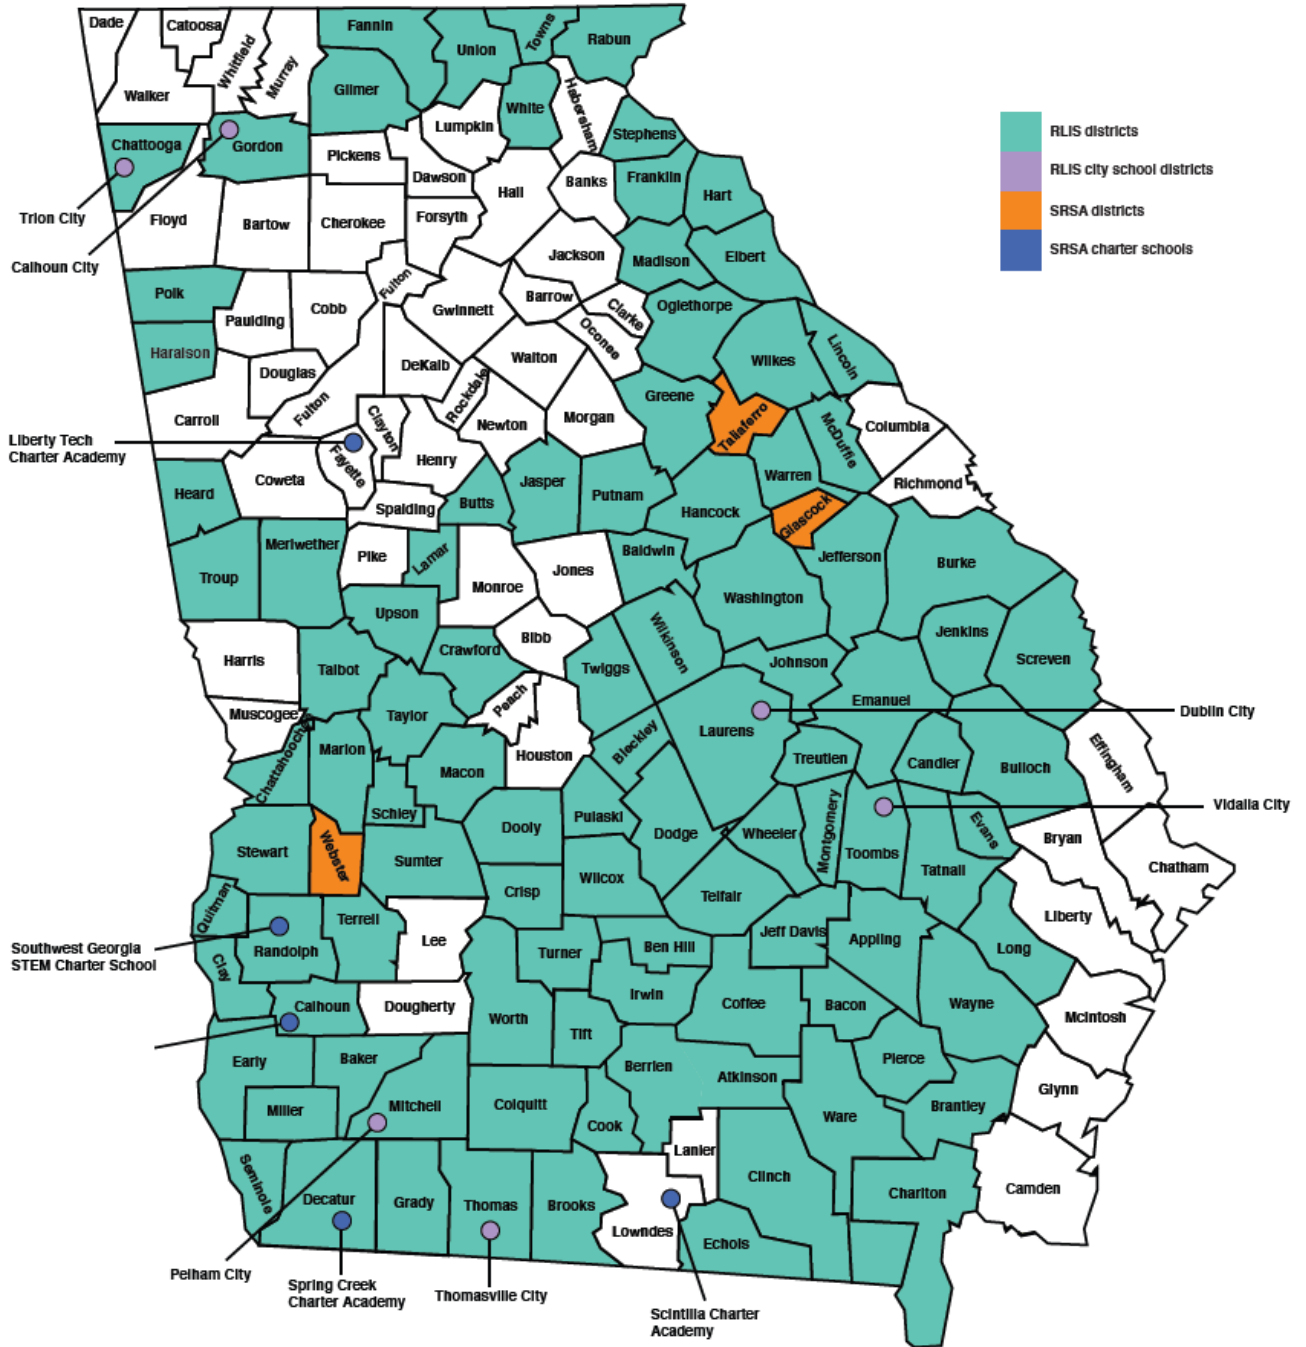 Dade
Catoosa
Whitfield
Murray
Fannin
Union
Towns
Rabun
Walker
Gilmer
White
Habersham
Lumpkin
Stephens
Chattooga
Gordon
Pickens
Dawson
Hall
Banks
Franklin
Hart
Trion City
Floyd
Bartow
Cherokee
Forsyth
Calhoun City
Jackson
Madison
Elbert
RLIS districts
RLIS city school districts
SRSA districts
SRSA charter schools
Polk
Paulding
Cobb
Fulton
Gwinnett
Barrow
Clarke
Oconee
Oglethorpe
Haralson
Douglas
DeKalb
Rockdale
Walton
Wilkes
Lincoln
Carroll
Fulton
Clayton
Newton
Morgan
Greene
Taliaferro
McDuffie
Columbia
Liberty Tech
Charter Academy
Fayette
Henry
Heard
Coweta
Spalding
Butts
Jasper
Putnam
Hancock
Warren
Glascock
Richmond
Troup
Meriwether
Pike
Lamar
Monroe
Jones
Baldwin
Washington
Jefferson
Burke
Upson
Bibb
Wilkinson
Jenkins
Screven
Harris
Talbot
Crawford
Twiggs
Johnson
Emanuel
Muscogee
Chattahoochee
Marion
Taylor
Peach
Houston
Bleckley
Laurens
Dublin City
Treutlen
Candler
Bulloch
Effingham
Macon
Schley
Dooly
Pulaski
Dodge
Wheeler
Montgomery
Toombs
Vidalia City
Evans
Bryan
Chatham
Stewart
Webster
Sumter
Crisp
Wilcox
Telfair
Tattnall
Liberty
Quitman
Randolph
Terrell
Lee
Turner
Ben Hill
Jeff Davis
Appling
Long
Southwest Georgia
STEM Charter School
Clay
Calhoun
Dougherty
Worth
Tift
Irwin
Coffee
Bacon
Wayne
McIntosh
Early
Baker
Berrien
Atkinson
Pierce
Glynn
Miller
Mitchell
Colquitt
Cook
Ware
Brantley
Seminole
Decatur
Grady
Thomas
Brooks
Lanier
Lowndes
Clinch
Echols
Charlton
Camden
Pelham City
Spring Creek
Charter Academy
Thomasville City
Scintilla Charter
Academy